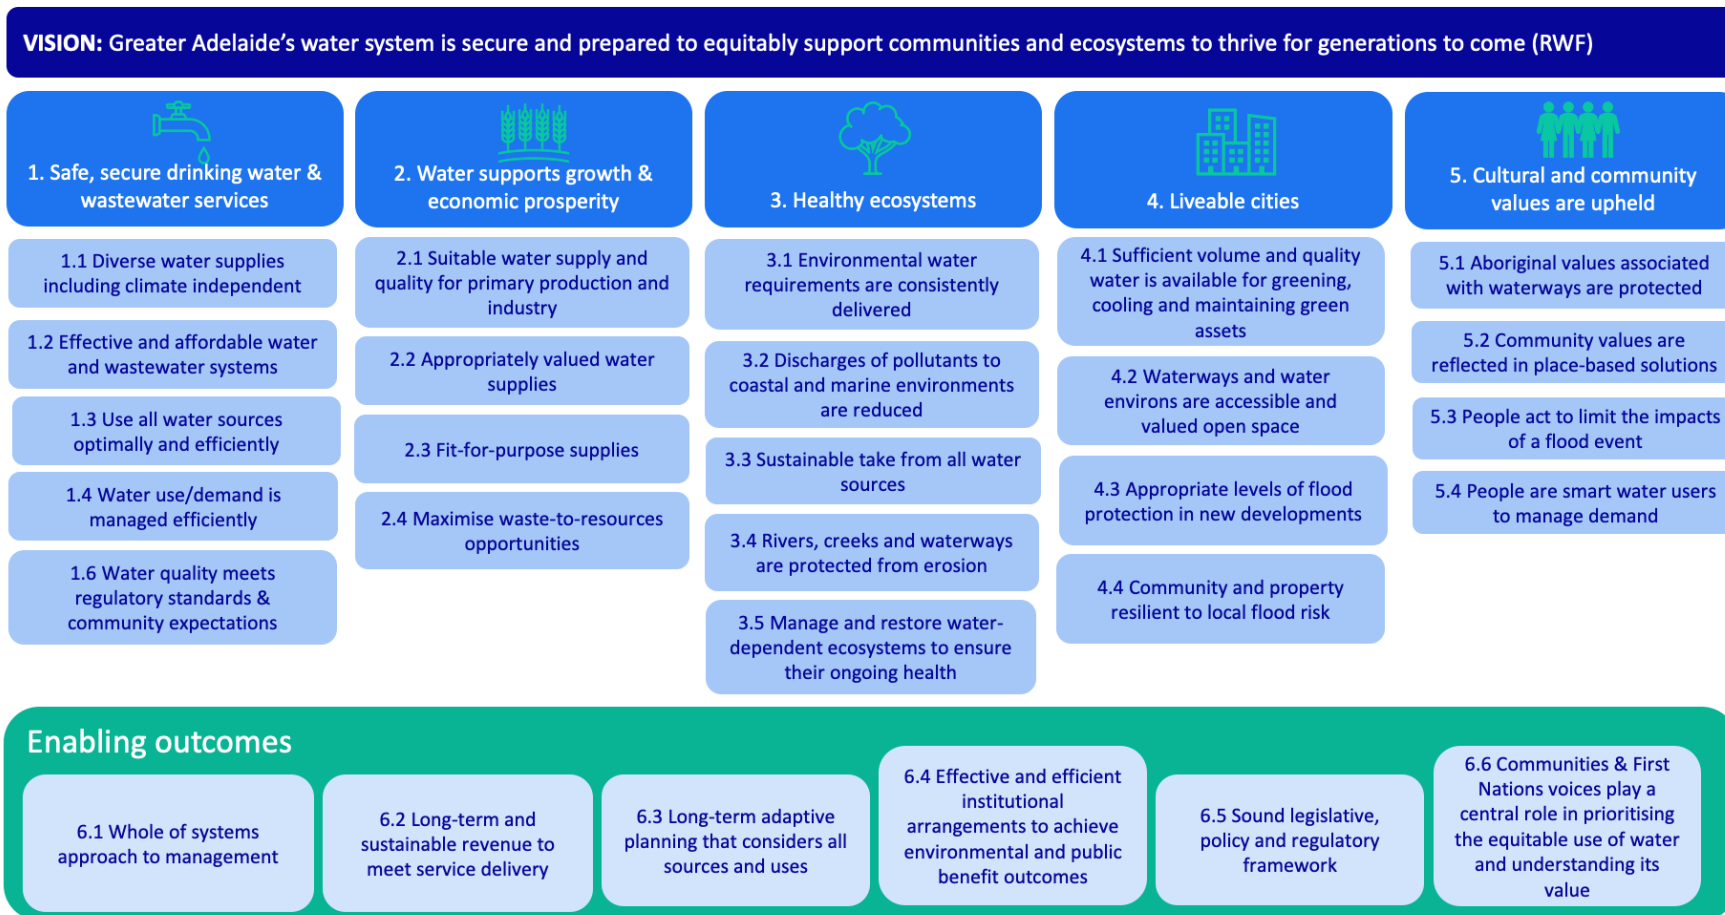 VISION: Greater Adelaide's water system is secure and prepared to equitably support communities and ecosystems to thrive for generations to come (RWF)
1. Safe, secure drinking water &
wastewater services
1.1 Diverse water supplies
including climate independent
1.2 Effective and affordable water
and wastewater systems
1.3 Use all water sources
optimally and efficiently
1.4 Water use/demand is
managed efficiently
1.6 Water quality meets
regulatory standards &
community expectations
2. Water supports growth &
economic prosperity
2.1 Suitable water supply and
quality for primary production and
industry
2.2 Appropriately valued water
supplies
2.3 Fit-for-purpose supplies
2.4 Maximise waste-to-resources
opportunities
3. Healthy ecosystems
3.1 Environmental water
requirements are consistently
delivered
3.2 Discharges of pollutants to
coastal and marine environments
are reduced
3.3 Sustainable take from all water
sources
3.4 Rivers, creeks and waterways
are protected from erosion
3.5 Manage and restore water-
dependent ecosystems to ensure
their ongoing health
4. Liveable cities
4.1 Sufficient volume and quality
water is available for greening,
cooling and maintaining green
assets
4.2 Waterways and water
environs are accessible and
valued open space
4.3 Appropriate levels of flood
protection in new developments
4.4 Community and property
resilient to local flood risk
5. Cultural and community
values are upheld
5.1 Aboriginal values associated
with waterways are protected
5.2 Community values are
reflected in place-based solutions
5.3 People act to limit the impacts
of a flood event
5.4 People are smart water users
to manage demand
Enabling outcomes
6.1 Whole of systems
approach to management
6.2 Long-term and
sustainable revenue to
meet service delivery
6.3 Long-term adaptive
planning that considers all
sources and uses
6.4 Effective and efficient
institutional
arrangements to achieve
environmental and public
benefit outcomes
6.5 Sound legislative,
policy and regulatory
framework
6.6 Communities & First
Nations voices play a
central role in prioritising
the equitable use of water
and understanding its
value